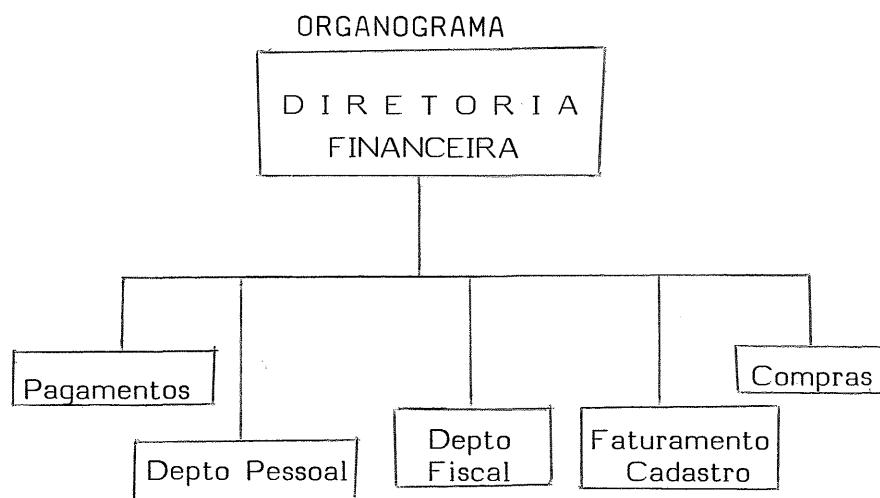 ORGANOGRAMA
DIRETORIA
FINANCEIRA
Pagamentos
Depto Pessoal
Depto
Fiscal
Faturamento
Cadastro
Compras